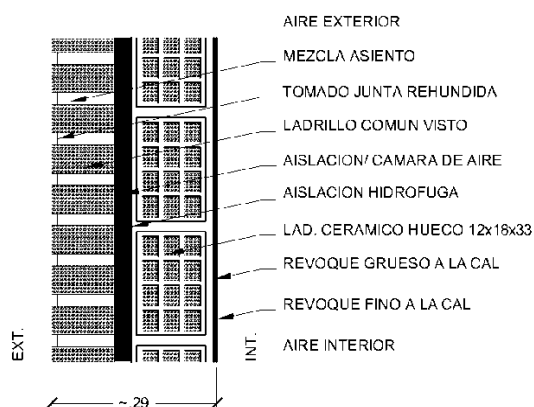 AIRE EXTERIOR
MEZCLA ASIENTO
TOMADO JUNTA REHUNDIDA
LADRILLO COMUN VISTO
AISLACION/ CAMARA DE AIRE
AISLACION HIDROFUGA
LAD. CERAMICO HUECO 12x18x33
REVOQUE GRUESO A LA CAL
REVOQUE FINO A LA CAL
AIRE INTERIOR
EXT.
INT.
~ 29